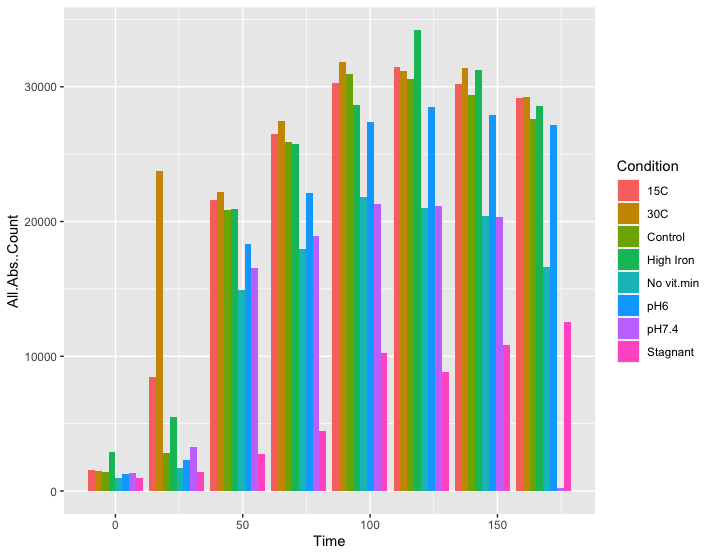 30000
20000
10000
0
All.Abs..Count
0 50 100 150
Time
Condition
15C
30C
Control
High Iron
No vit.min
pH6
pH7.4
Stagnant